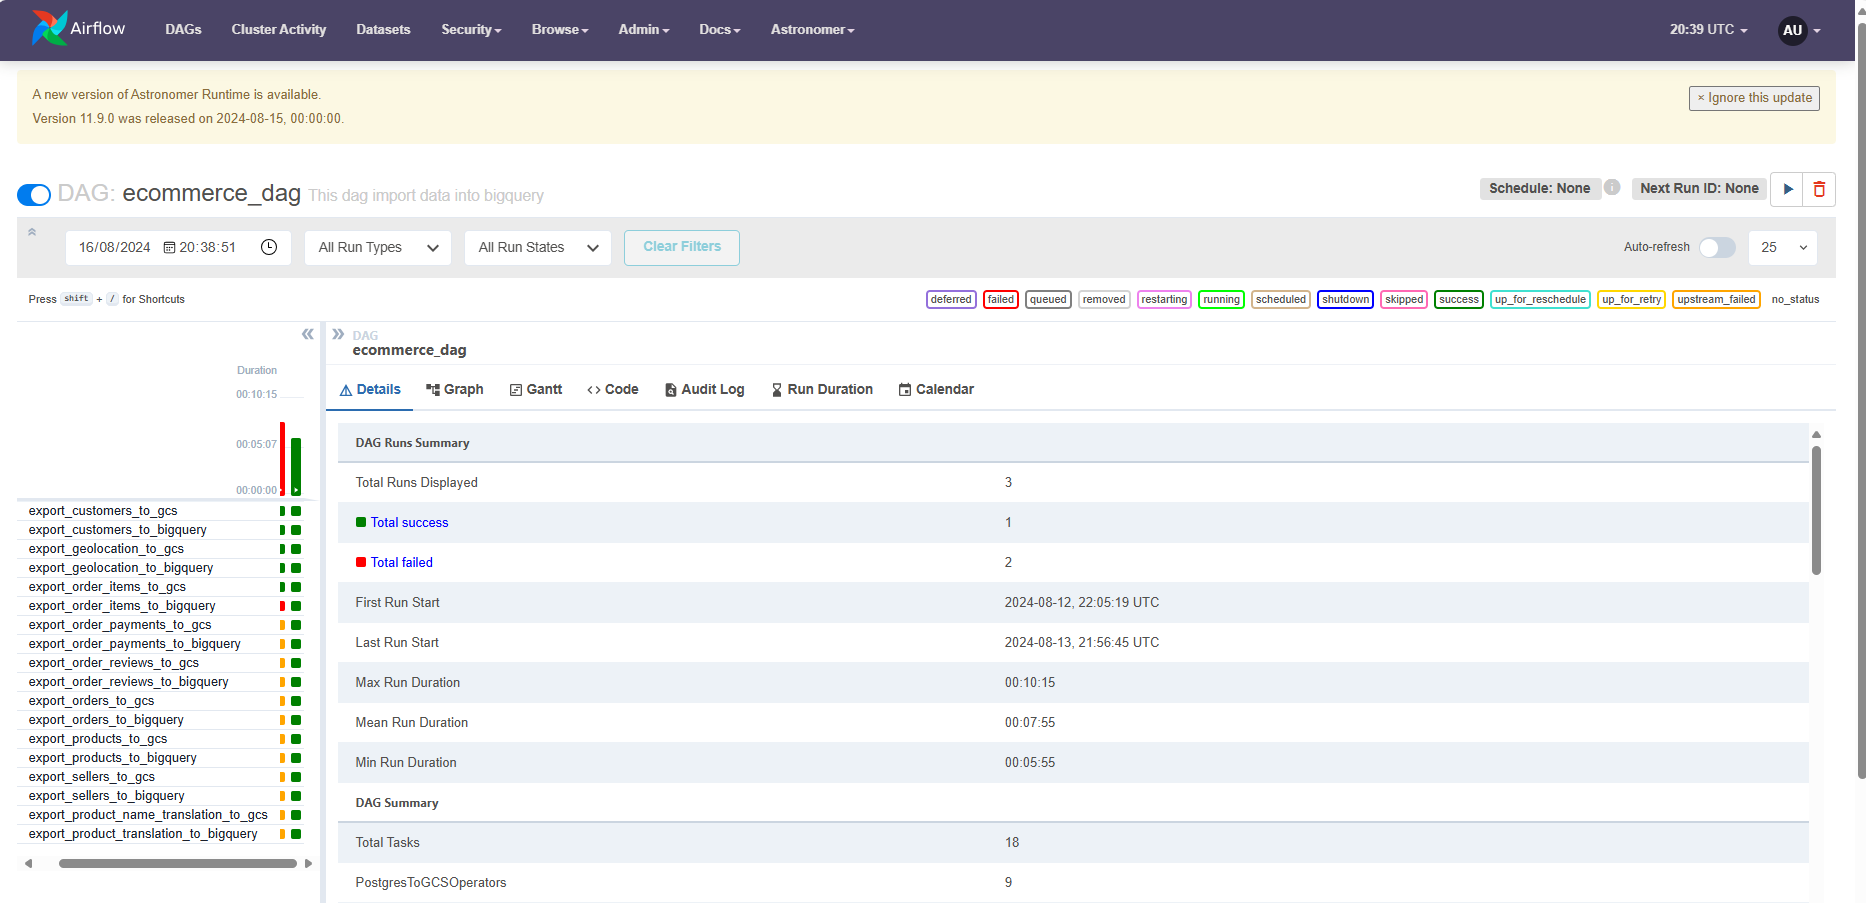 Airflow DAGs Cluster Activity Datasets Security Browse Admin Docs Astronomer 20:39 UTC AU
A new version of Astronomer Runtime is available.
Version 11.9.0 was released on 2024-08-15, 00:00:00.
× Ignore this update
DAG: ecommerce_dag This dag import data into bigquery
Schedule: None i Next Run ID: None
16/08/2024 20:38:51 All Run Types All Run States Clear Filters Auto-refresh 25
Press shift + / for Shortcuts
deferred failed queued removed restarting running scheduled shutdown skipped success up_for_reschedule up_for_retry upstream_failed no_status
Duration
00:10:15
00:05:07
00:00:00
export_customers_to_gcs
export_customers_to_bigquery
export_geolocation_to_gcs
export_geolocation_to_bigquery
export_order_items_to_gcs
export_order_items_to_bigquery
export_order_payments_to_gcs
export_order_payments_to_bigquery
export_order_reviews_to_gcs
export_order_reviews_to_bigquery
export_orders_to_gcs
export_orders_to_bigquery
export_products_to_gcs
export_products_to_bigquery
export_sellers_to_gcs
export_sellers_to_bigquery
export_product_name_translation_to_gcs
export_product_translation_to_bigquery
DAG
ecommerce_dag
Details Graph Gantt Code Audit Log Run Duration Calendar
DAG Runs Summary
Total Runs Displayed 3
Total success 1
Total failed 2
First Run Start 2024-08-12, 22:05:19 UTC
Last Run Start 2024-08-13, 21:56:45 UTC
Max Run Duration 00:10:15
Mean Run Duration 00:07:55
Min Run Duration 00:05:55
DAG Summary
Total Tasks 18
PostgresToGCSOperators 9